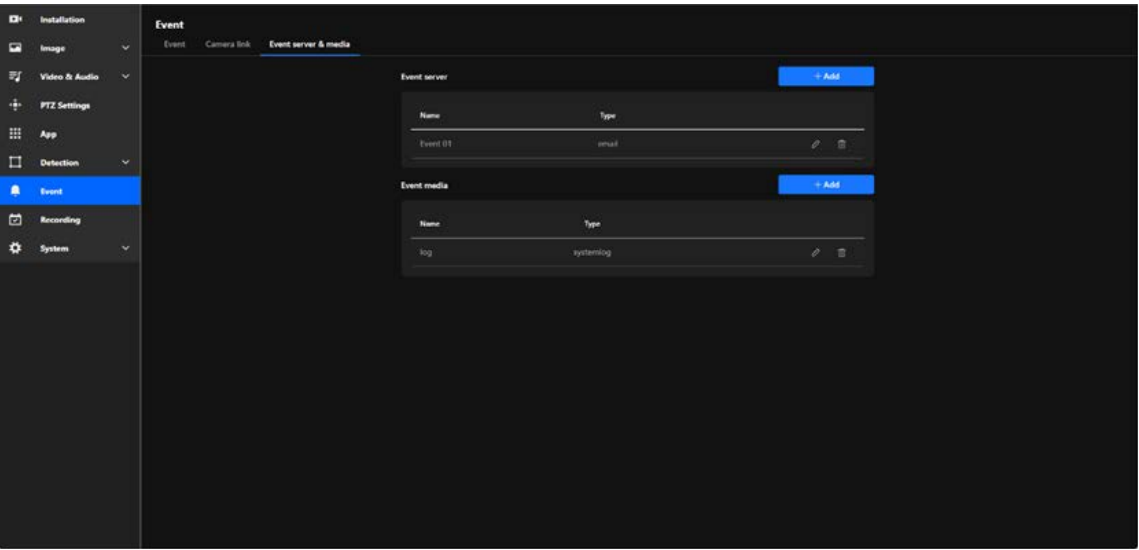 Installation
Image
Video & Audio
PTZ Settings
App
Detection
Event
Recording
System
Event
Event Camera link Event server & media
Event server + Add
Name Type
Event 01 email
Event media + Add
Name Type
log systemlog